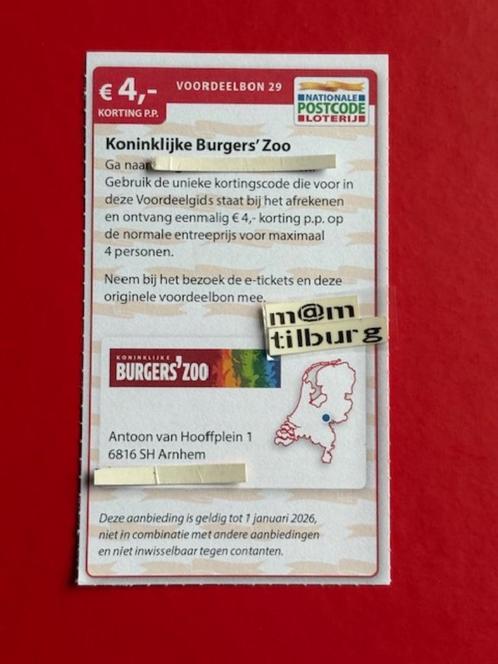 € 4,-
KORTING P.P.
VOORDEELBON 29
NATIONALE
POSTCODE
LOTERIJ
Koninklijke Burgers' Zoo
Ga naar
Gebruik de unieke kortingscode die voor in
deze Voordeelgids staat bij het afrekenen
en ontvang eenmalig € 4,- korting p.p. op
de normale entreeprijs voor maximaal
4 personen.
Neem bij het bezoek de e-tickets en deze
originele voordeelbon mee.
m@m
tilburg
KONINKLIJKE
BURGERS' ZOO
Antoon van Hooffplein 1
6816 SH Arnhem
Deze aanbieding is geldig tot 1 januari 2026,
niet in combinatie met andere aanbiedingen
en niet inwisselbaar tegen contanten.